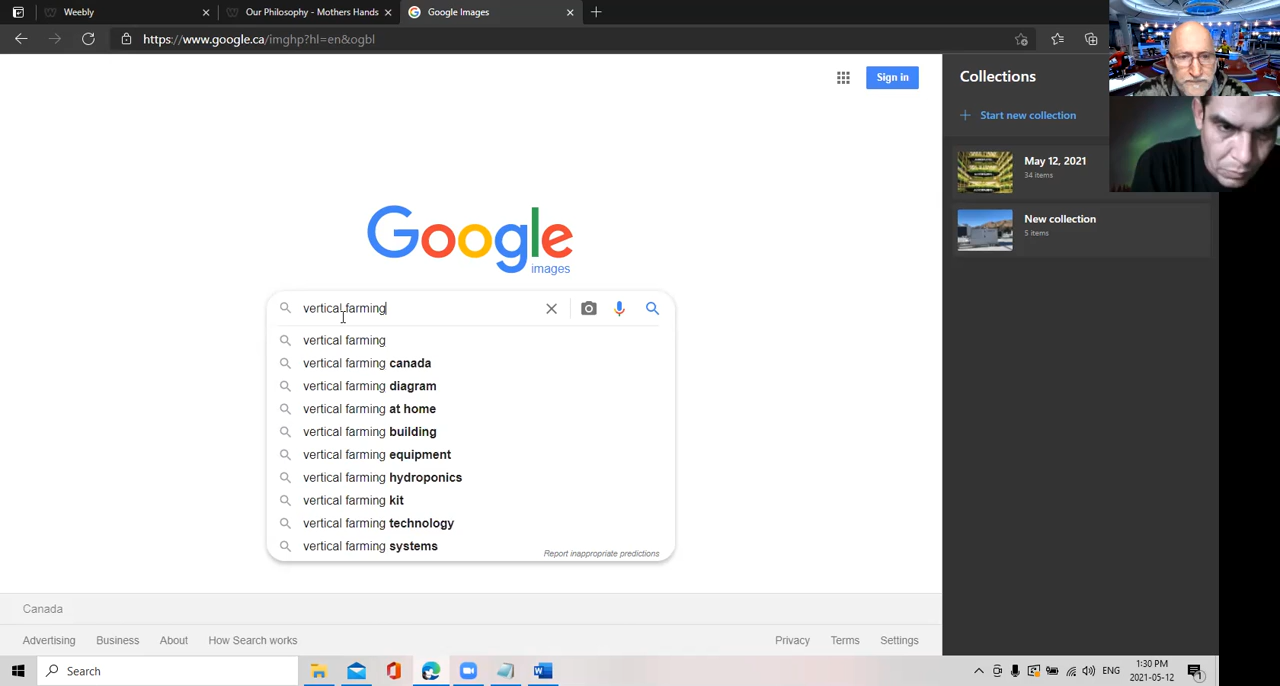 Weebly
Our Philosophy - Mothers Hands
Google Images
https://www.google.ca/imghp?hl=en&ogbl
Sign in
Collections
Start new collection
May 12, 2021
34 items
New collection
5 items
Google
images
vertical farming
vertical farming
vertical farming canada
vertical farming diagram
vertical farming at home
vertical farming building
vertical farming equipment
vertical farming hydroponics
vertical farming kit
vertical farming technology
vertical farming systems
Report inappropriate predictions
Canada
Advertising Business About How Search works Privacy Terms Settings
Search
ENG
1:30 PM
2021-05-12
1